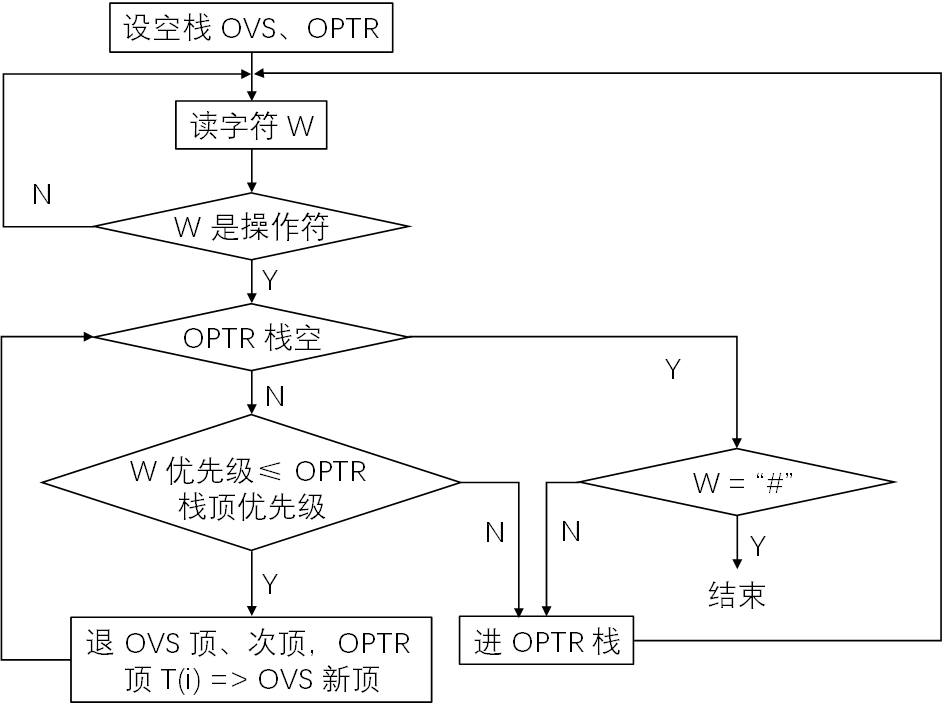 设空栈 OVS、OPTR
读字符 W
N
W 是操作符
Y
OPTR 栈空
Y
N
W 优先级≤ OPTR
栈顶优先级
W = “#”
N
N
Y
Y
结束
退 OVS 顶、次顶，OPTR
顶 T(i) => OVS 新顶
进 OPTR 栈